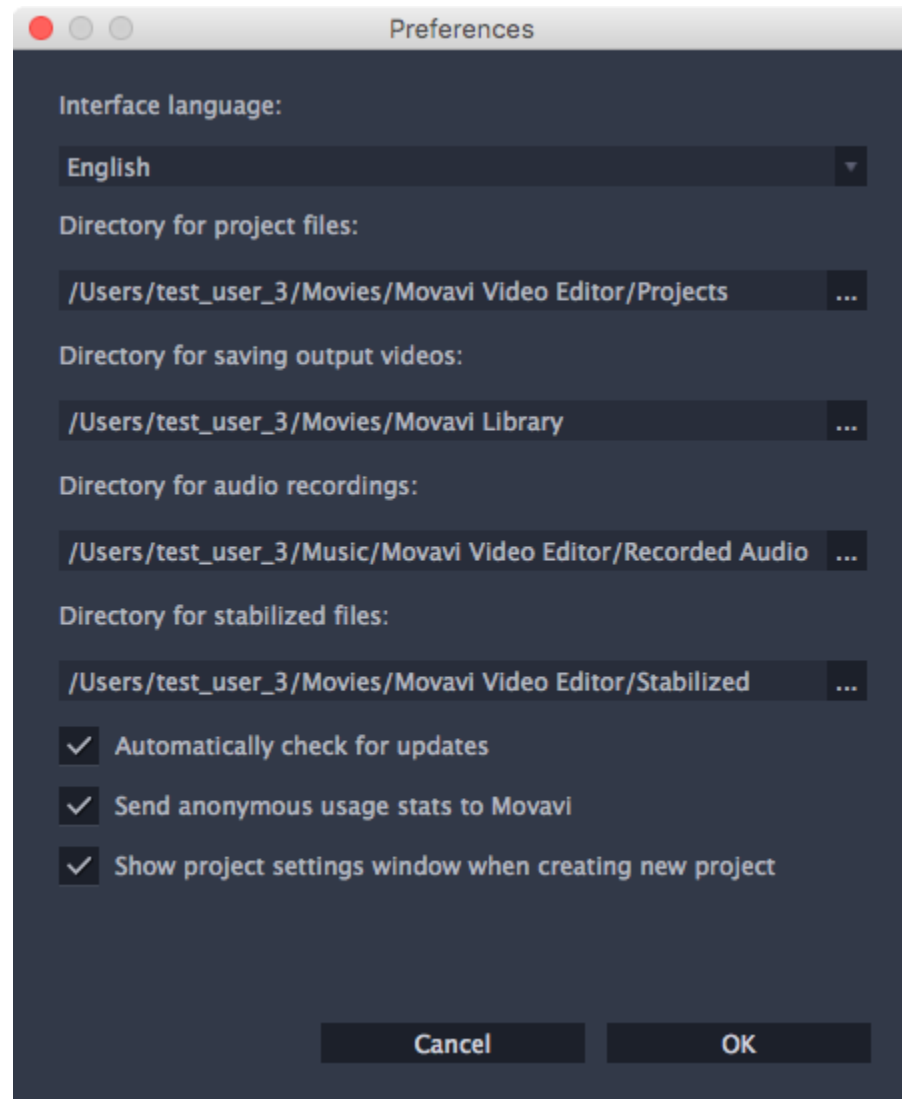 Preferences
Interface language:
English
Directory for project files:
/Users/test_user_3/Movies/Movavi Video Editor/Projects ...
Directory for saving output videos:
/Users/test_user_3/Movies/Movavi Library ...
Directory for audio recordings:
/Users/test_user_3/Music/Movavi Video Editor/Recorded Audio ...
Directory for stabilized files:
/Users/test_user_3/Movies/Movavi Video Editor/Stabilized ...
Automatically check for updates
Send anonymous usage stats to Movavi
Show project settings window when creating new project
Cancel OK